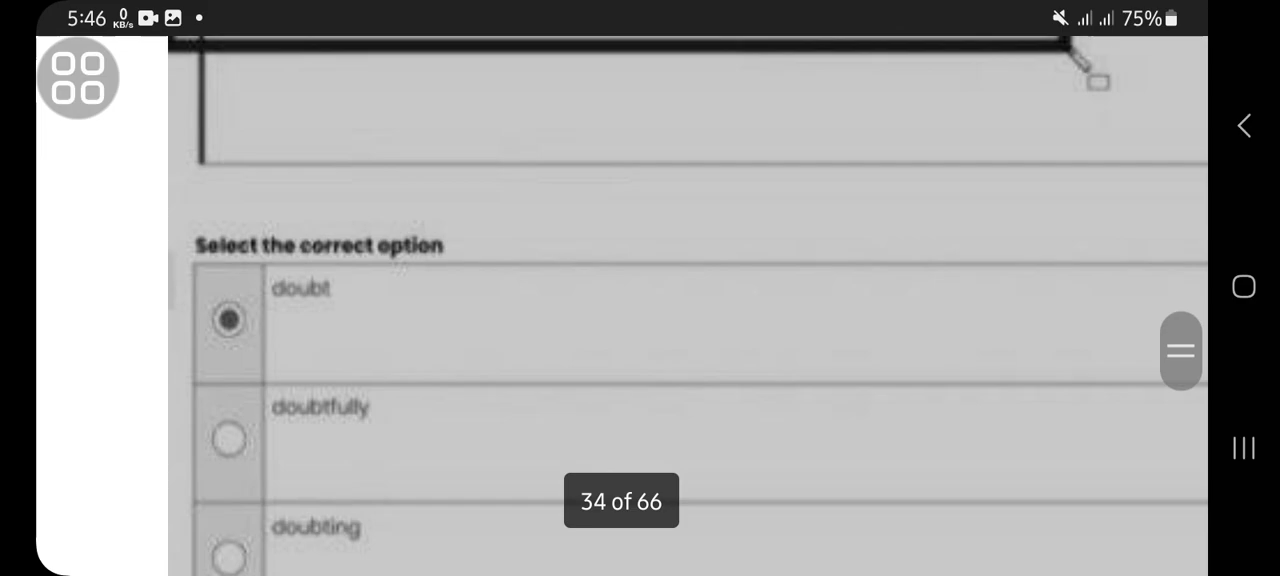 5:46 0 KB/s 75%
Select the correct option
doubt
doubtfully
34 of 66
doubting